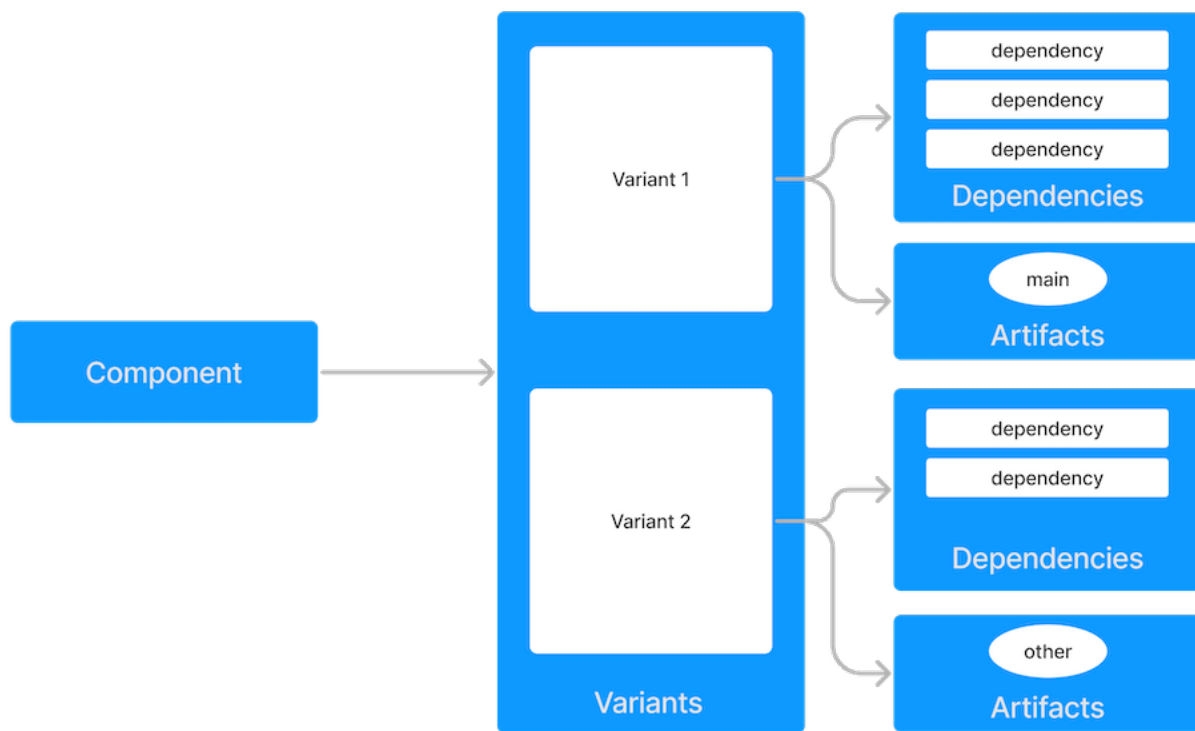 Component
Variant 1
Variant 2
Variants
dependency
dependency
dependency
Dependencies
main
Artifacts
dependency
dependency
Dependencies
other
Artifacts